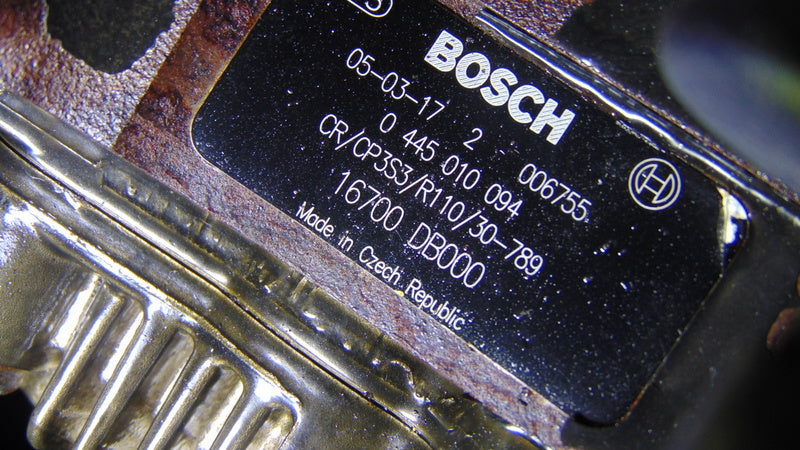 BOSCH
05-03-17 2 006755
0 445 010 094
CR/CP3S3/R110/30-789
16700 DB000
Made in Czech Republic